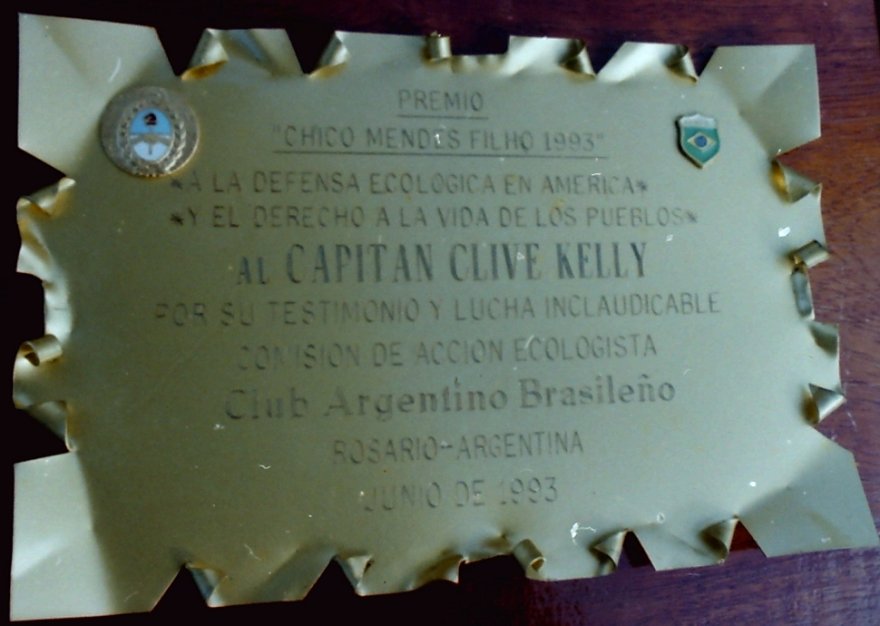 PREMIO
"CHICO MENDES FILHO 1993"
*A LA DEFENSA ECOLOGICA EN AMERICA*
*Y EL DERECHO A LA VIDA DE LOS PUEBLOS*
AL CAPITAN CLIVE KELLY
POR SU TESTIMONIO Y LUCHA INCLAUDICABLE
COMISION DE ACCION ECOLOGISTA
Club Argentino Brasileño
ROSARIO-ARGENTINA
JUNIO DE 1993